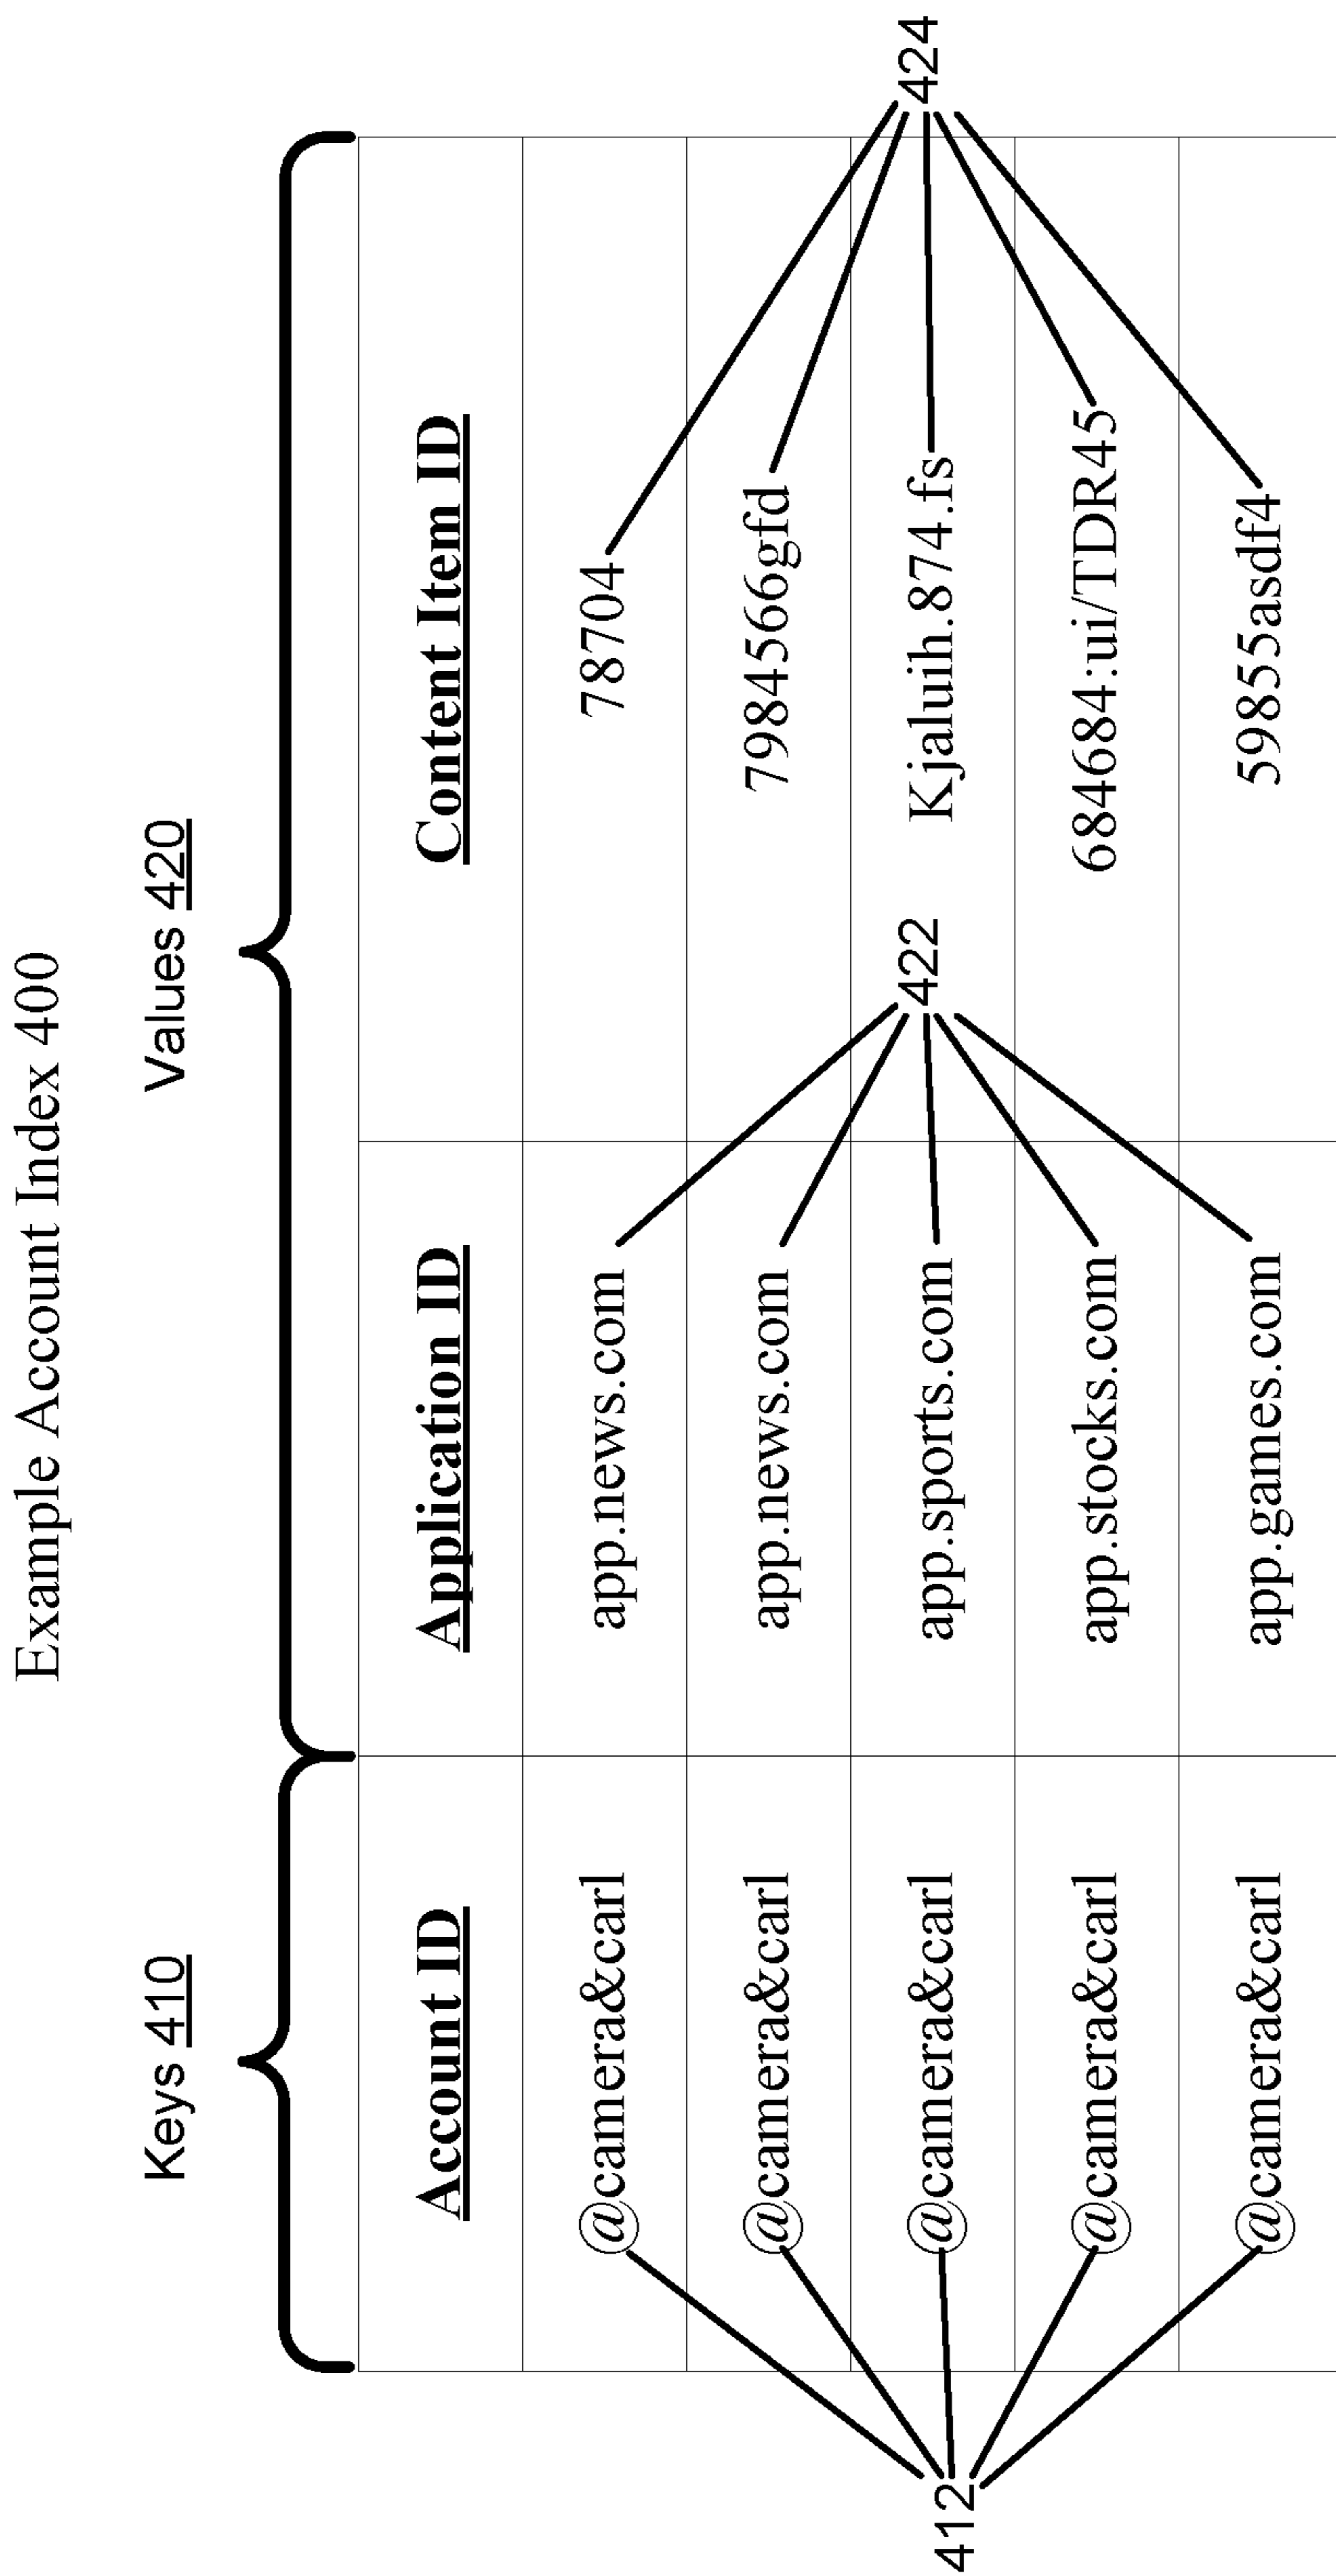 Example Account Index 400
Keys 410
Values 420
Account ID Application ID Content Item ID
@camera&carl app.news.com 78704
@camera&carl app.news.com 7984566gfd
412 @camera&carl app.sports.com 422 Kjaluih.874.fs 424
@camera&carl app.stocks.com 684684:ui/TDR45
@camera&carl app.games.com 59855asdf4